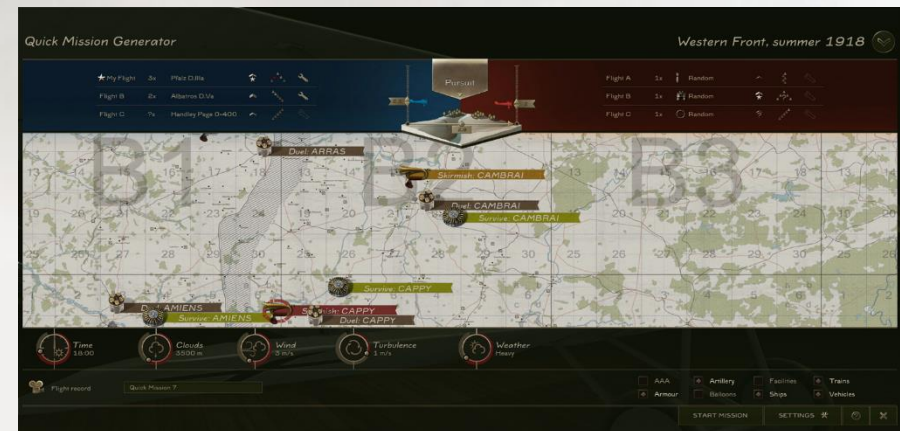 Quick Mission Generator
Western Front, summer 1918
Pursuit
My Flight 3x Pfalz D.IIIa
Flight B 2x Albatros D.Va
Flight C 7x Handley Page 0-400
Flight A 1x Random
Flight B 1x Random
Flight C 1x Random
B1 B2 B3
Duel: ARRAS
Skirmish: CAMBRAI
Duel: CAMBRAI
Survive: CAMBRAI
Survive: CAPPY
Duel: AMIENS
Survive: AMIENS
Skirmish: CAPPY
Duel: CAPPY
Time
18:00
Clouds
3500 m
Wind
3 m/s
Turbulence
1 m/s
Weather
Heavy
Flight record
Quick Mission 7
AAA Artillery Facilities Trains
Armour Balloons Ships Vehicles
START MISSION SETTINGS